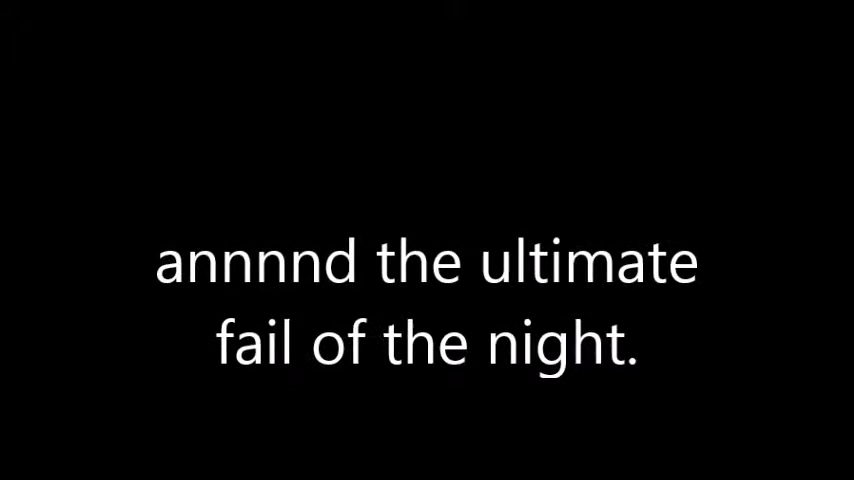 annnnd the ultimate
fail of the night.